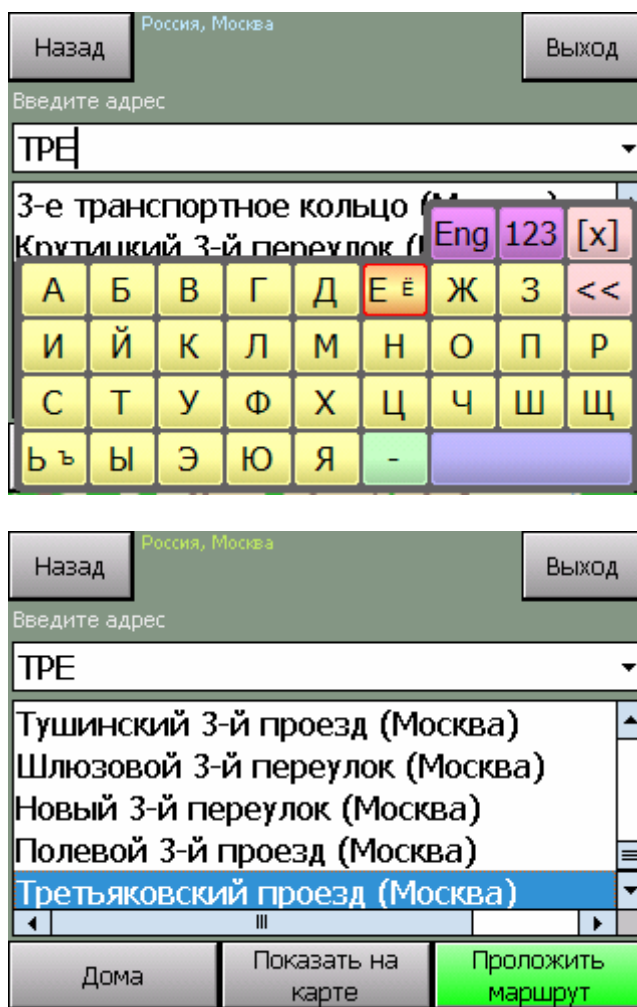 Назад
Россия, Москва
Выход
Введите адрес
ТРЕ
3-е транспортное кольцо
Крутицкий 3-й переулок
Eng 123 [x]
А Б В Г Д Е Ё Ж З <<
И Й К Л М Н О П Р
С Т У Ф Х Ц Ч Ш Щ
Ь Ъ Ы Э Ю Я -
Назад
Россия, Москва
Выход
Введите адрес
ТРЕ
Тушинский 3-й проезд (Москва)
Шлюзовой 3-й переулок (Москва)
Новый 3-й переулок (Москва)
Полевой 3-й проезд (Москва)
Третьяковский проезд (Москва)
Дома
Показать на
карте
Проложить
маршрут